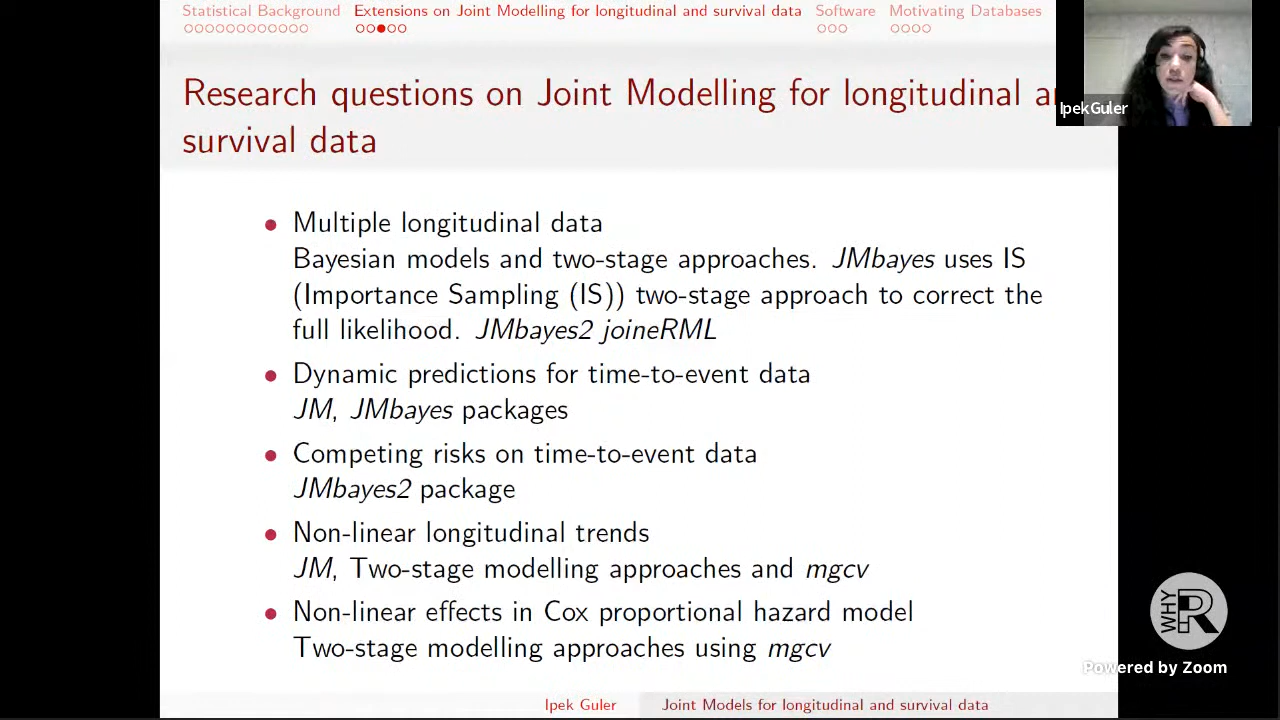 Statistical Background Extensions on Joint Modelling for longitudinal and survival data Software Motivating Databases
Research questions on Joint Modelling for longitudinal a
survival data
Ipek Guler
Multiple longitudinal data
Bayesian models and two-stage approaches. JMbayes uses IS
(Importance Sampling (IS)) two-stage approach to correct the
full likelihood. JMbayes2 joineRML
Dynamic predictions for time-to-event data
JM, JMbayes packages
Competing risks on time-to-event data
JMbayes2 package
Non-linear longitudinal trends
JM, Two-stage modelling approaches and mgcv
Non-linear effects in Cox proportional hazard model
Two-stage modelling approaches using mgcv
WHY R
Powered by Zoom
Ipek Guler Joint Models for longitudinal and survival data